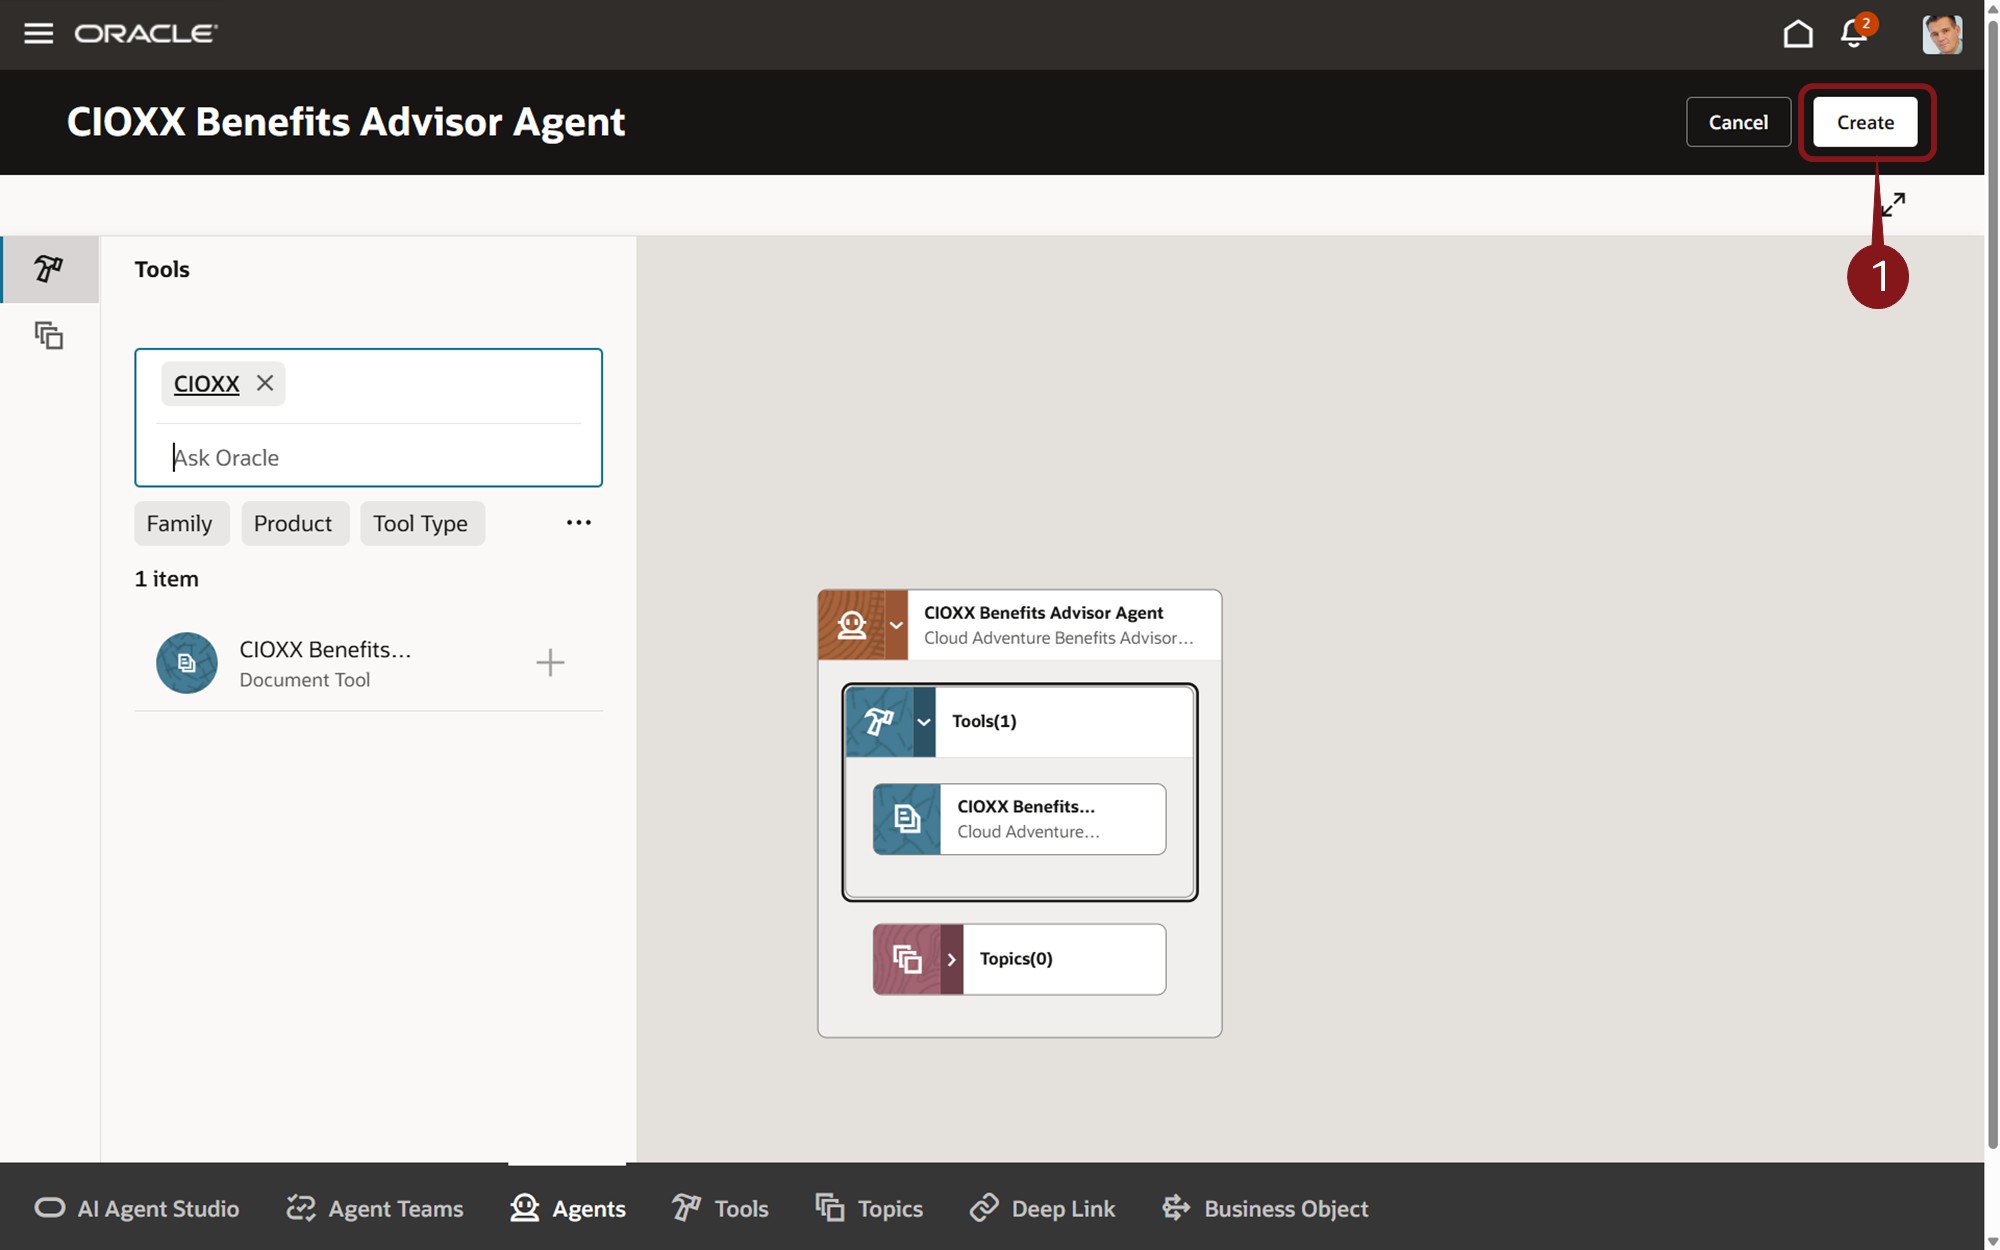 ORACLE
2
CIOXX Benefits Advisor Agent
Cancel
Create
1
Tools
CIOXX
Ask Oracle
Family
Product
Tool Type
1 item
CIOXX Benefits...
Document Tool
CIOXX Benefits Advisor Agent
Cloud Adventure Benefits Advisor...
Tools(1)
CIOXX Benefits...
Cloud Adventure...
Topics(0)
AI Agent Studio
Agent Teams
Agents
Tools
Topics
Deep Link
Business Object